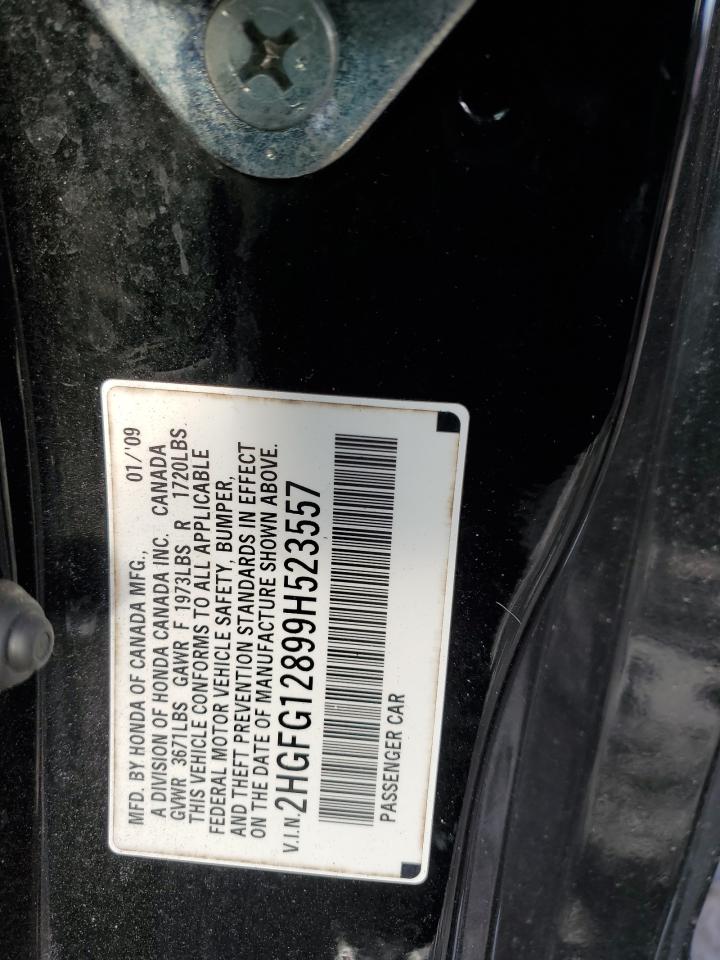 MFD. BY HONDA OF CANADA MFG., 01/'09
A DIVISION OF HONDA CANADA INC. CANADA
GVWR 3671LBS GAWR F 1973LBS R 1720LBS.
THIS VEHICLE CONFORMS TO ALL APPLICABLE
FEDERAL MOTOR VEHICLE SAFETY, BUMPER,
AND THEFT PREVENTION STANDARDS IN EFFECT
ON THE DATE OF MANUFACTURE SHOWN ABOVE.
V.I.N. 2HGFG12899H523557
PASSENGER CAR